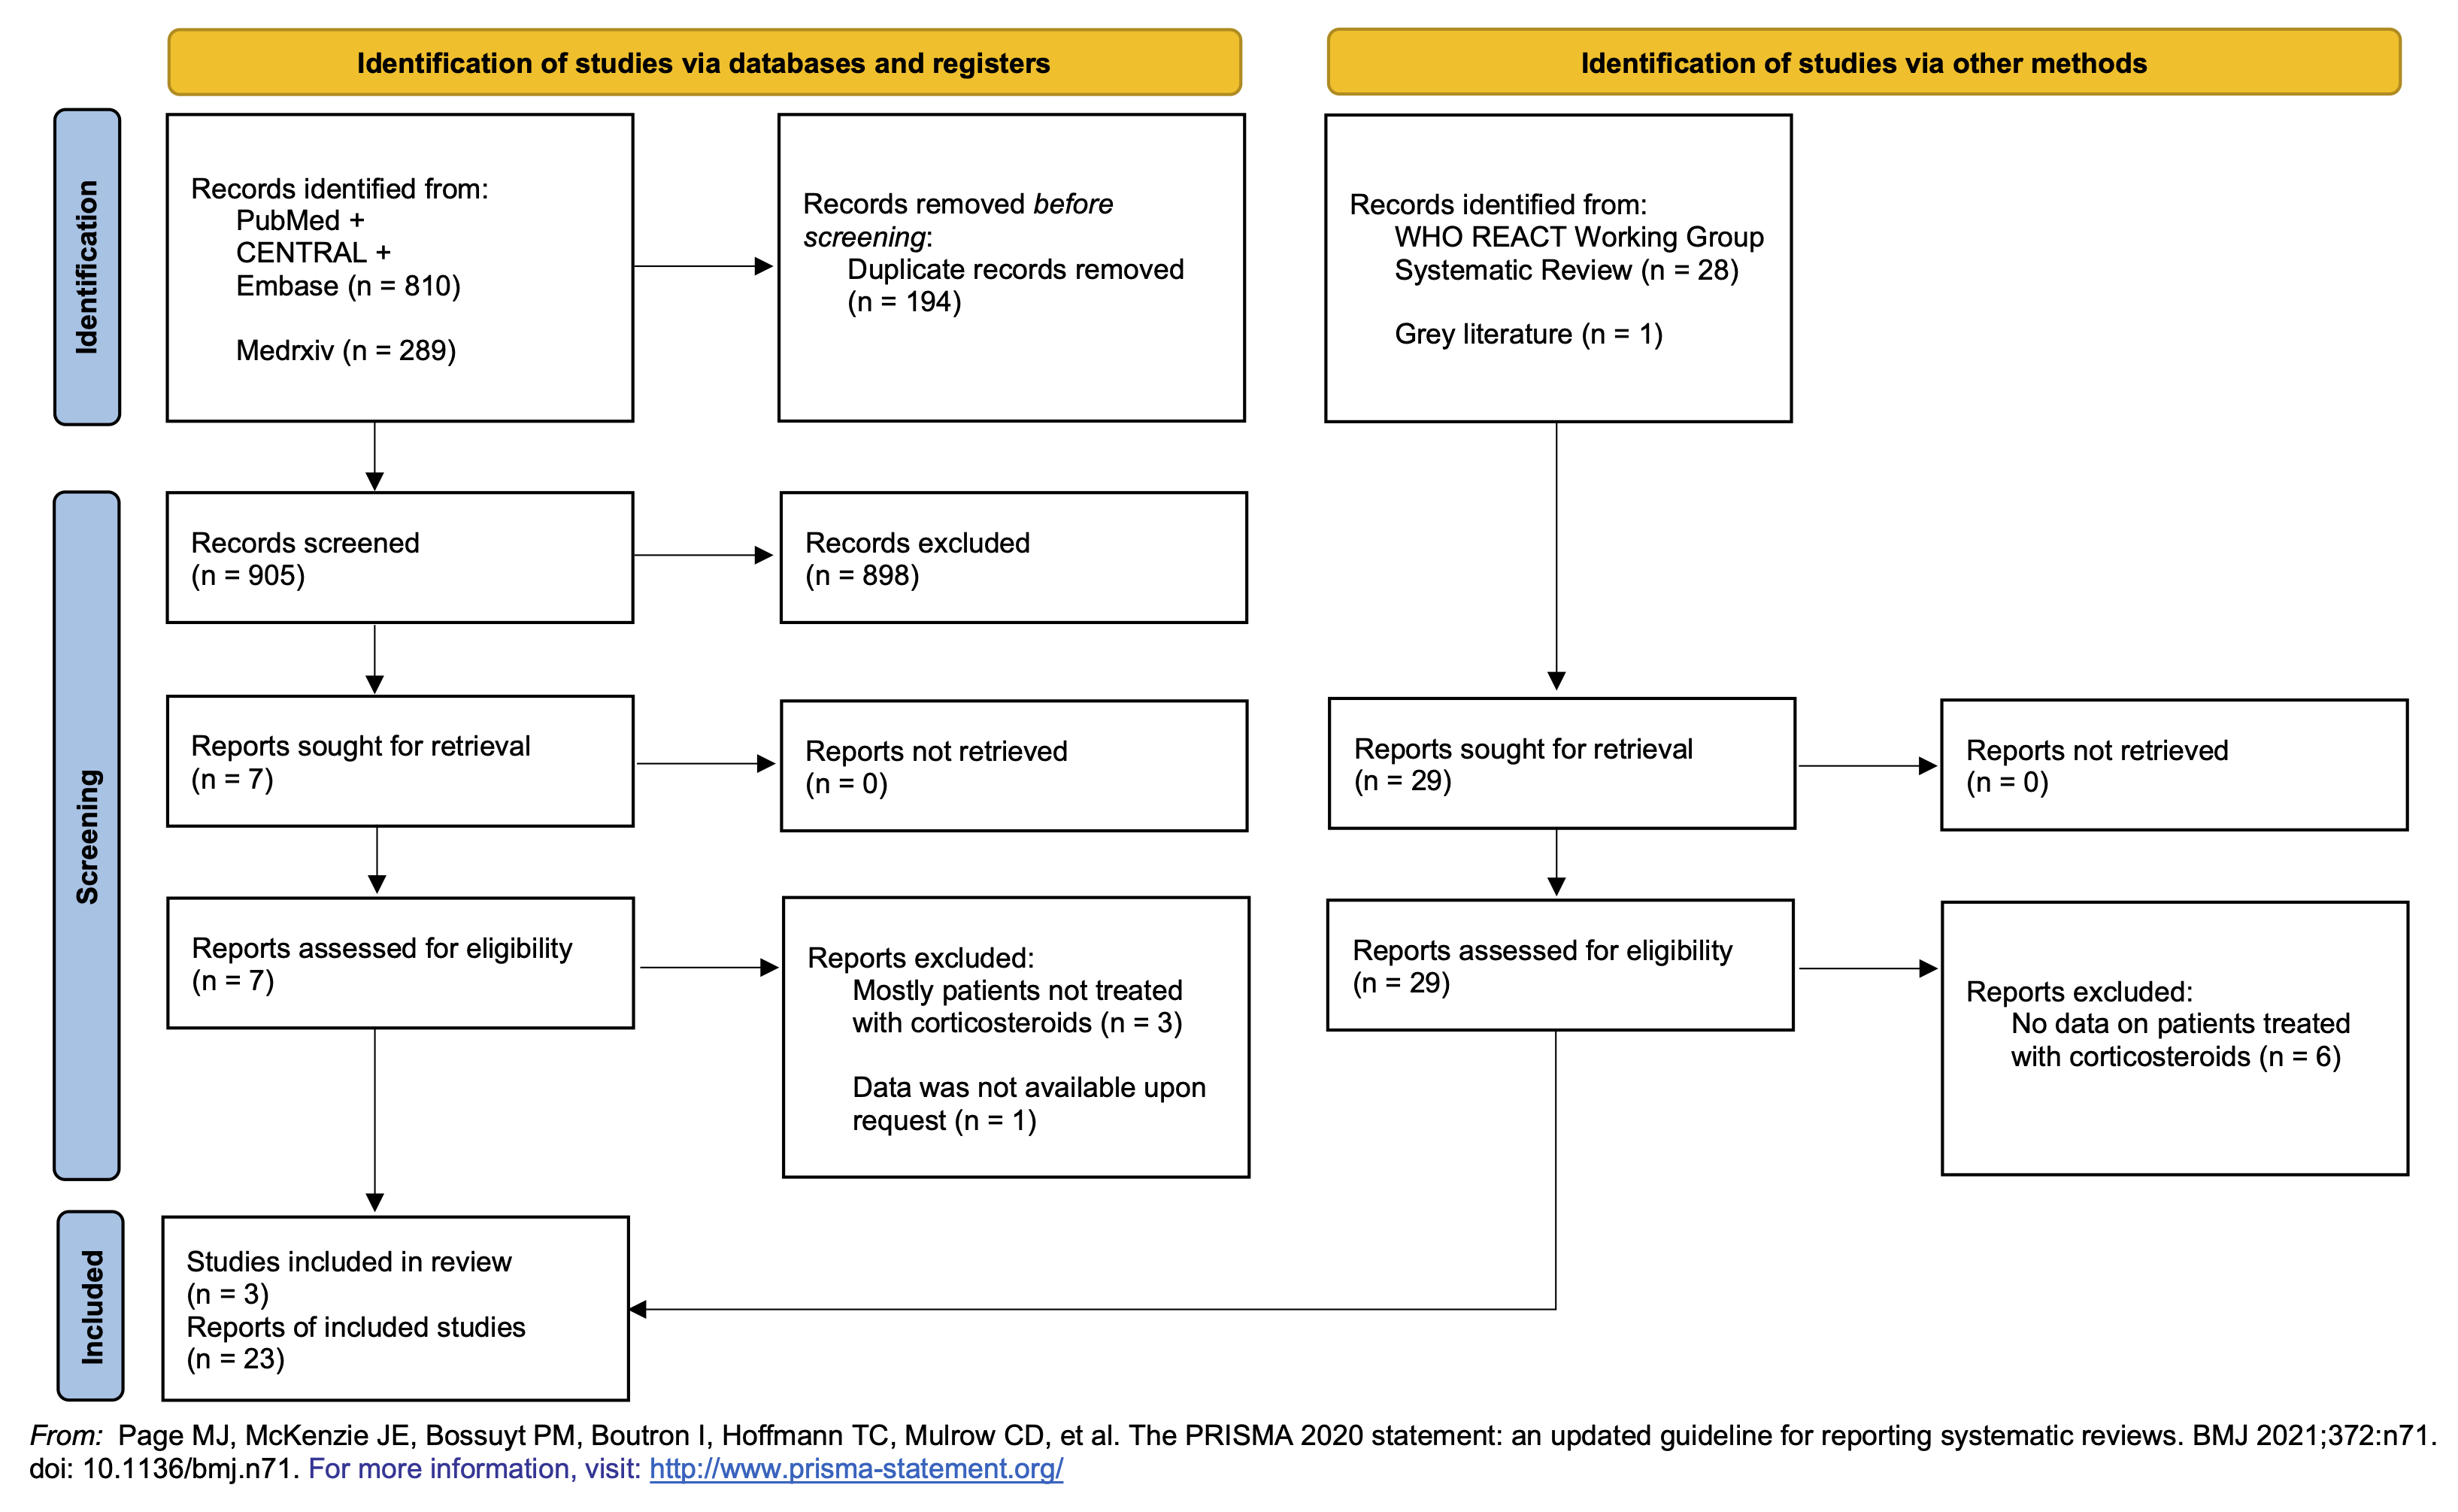 Identification of studies via databases and registers
Identification of studies via other methods
Identification
Records identified from:
PubMed +
CENTRAL +
Embase (n = 810)
Medrxiv (n = 289)
Records removed before
screening:
Duplicate records removed
(n = 194)
Records identified from:
WHO REACT Working Group
Systematic Review (n = 28)
Grey literature (n = 1)
Screening
Records screened
(n = 905)
Records excluded
(n = 898)
Reports sought for retrieval
(n = 7)
Reports not retrieved
(n = 0)
Reports sought for retrieval
(n = 29)
Reports not retrieved
(n = 0)
Reports assessed for eligibility
(n = 7)
Reports excluded:
Mostly patients not treated
with corticosteroids (n = 3)
Data was not available upon
request (n = 1)
Reports assessed for eligibility
(n = 29)
Reports excluded:
No data on patients treated
with corticosteroids (n = 6)
Included
Studies included in review
(n = 3)
Reports of included studies
(n = 23)
From: Page MJ, McKenzie JE, Bossuyt PM, Boutron I, Hoffmann TC, Mulrow CD, et al. The PRISMA 2020 statement: an updated guideline for reporting systematic reviews. BMJ 2021;372:n71.
doi: 10.1136/bmj.n71. For more information, visit: http://www.prisma-statement.org/